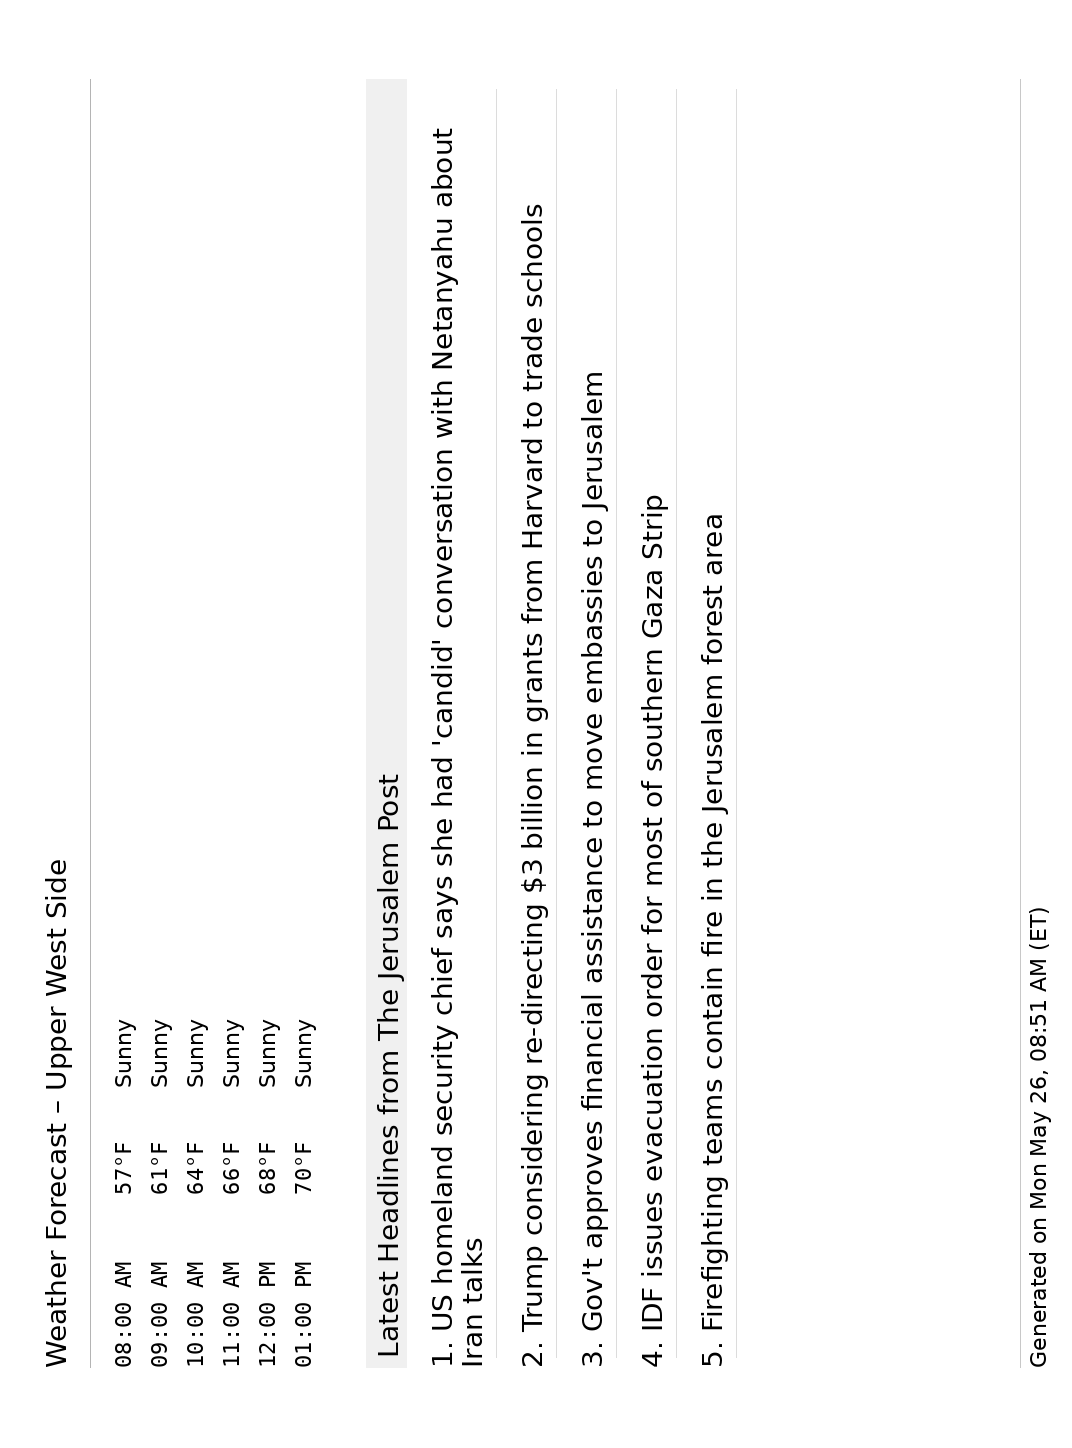 Weather Forecast – Upper West Side
08:00 AM 57°F Sunny
09:00 AM 61°F Sunny
10:00 AM 64°F Sunny
11:00 AM 66°F Sunny
12:00 PM 68°F Sunny
01:00 PM 70°F Sunny
Latest Headlines from The Jerusalem Post
1. US homeland security chief says she had 'candid' conversation with Netanyahu about
Iran talks
2. Trump considering re-directing $3 billion in grants from Harvard to trade schools
3. Gov't approves financial assistance to move embassies to Jerusalem
4. IDF issues evacuation order for most of southern Gaza Strip
5. Firefighting teams contain fire in the Jerusalem forest area
Generated on Mon May 26, 08:51 AM (ET)